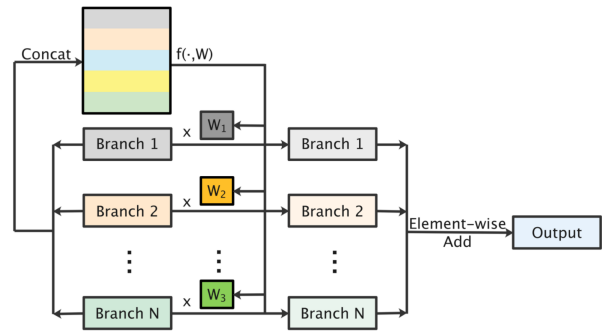 Concat
f(·,W)
W1
Branch 1
x
Branch 1
W2
Branch 2
x
Branch 2
Element-wise
Add
Output
W3
Branch N
x
Branch N